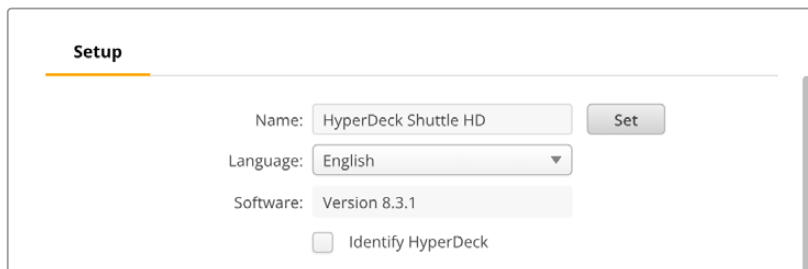 Setup
Name: HyperDeck Shuttle HD Set
Language: English
Software: Version 8.3.1
Identify HyperDeck